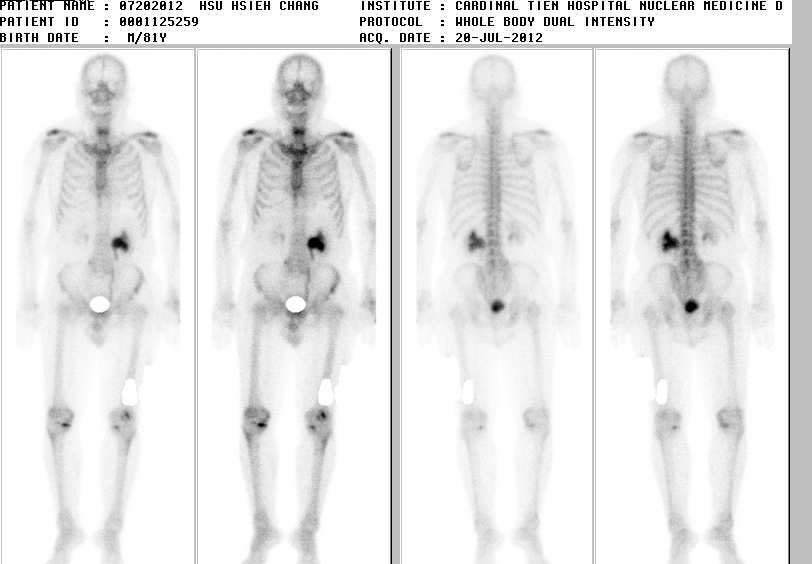 PATIENT NAME : 07202012 HSU HSIEH CHANG INSTITUTE : CARDINAL TIEN HOSPITAL NUCLEAR MEDICINE D
PATIENT ID : 0001125259 PROTOCOL : WHOLE BODY DUAL INTENSITY
BIRTH DATE : M/81Y ACQ. DATE : 20-JUL-2012